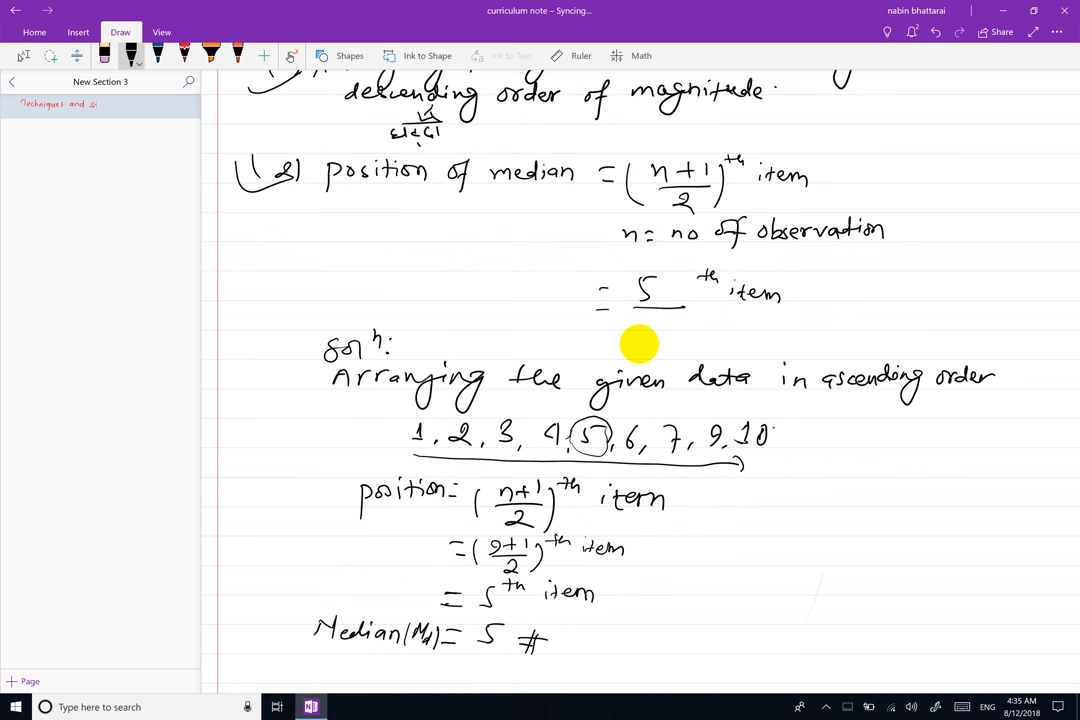 curriculum note – Syncing...
nabin bhattarai
Home Insert Draw View
Share
Shapes Ink to Shape Ink to Text Ruler Math
New Section 3
Techniques and si
descending order of magnitude.
(2) position of median = (n+1/2)th item
n = no of observation
= 5 th item
Solⁿ:
Arranging the given data in ascending order
1, 2, 3, 4, 5, 6, 7, 9, 10
position = (n+1/2)th item
= (9+1/2)th item
= 5th item
Median(Md) = 5 #
+ Page
Type here to search
ENG
4:35 AM
8/12/2018